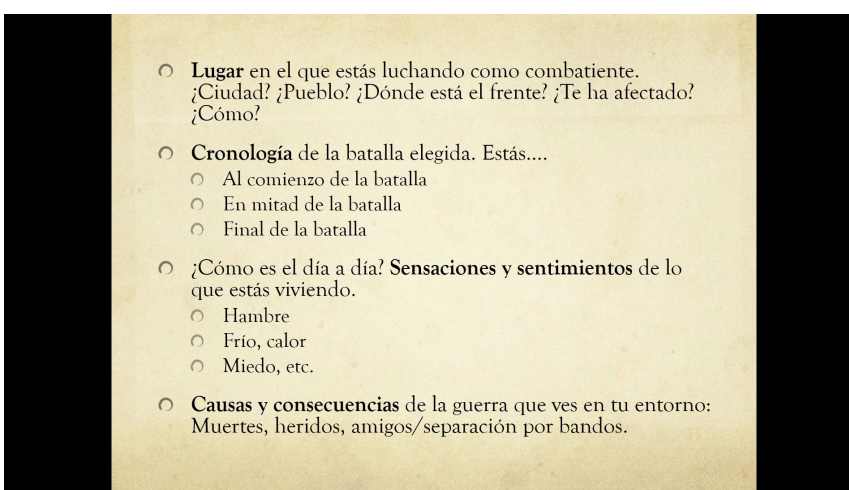 Lugar en el que estás luchando como combatiente.
¿Ciudad? ¿Pueblo? ¿Dónde está el frente? ¿Te ha afectado?
¿Cómo?
Cronología de la batalla elegida. Estás....
Al comienzo de la batalla
En mitad de la batalla
Final de la batalla
¿Cómo es el día a día? Sensaciones y sentimientos de lo
que estás viviendo.
Hambre
Frío, calor
Miedo, etc.
Causas y consecuencias de la guerra que ves en tu entorno:
Muertes, heridos, amigos/separación por bandos.